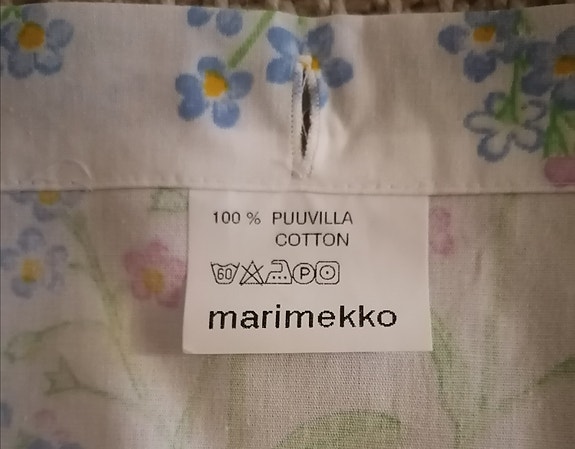 100 % PUUVILLA
COTTON
60 P
marimekko